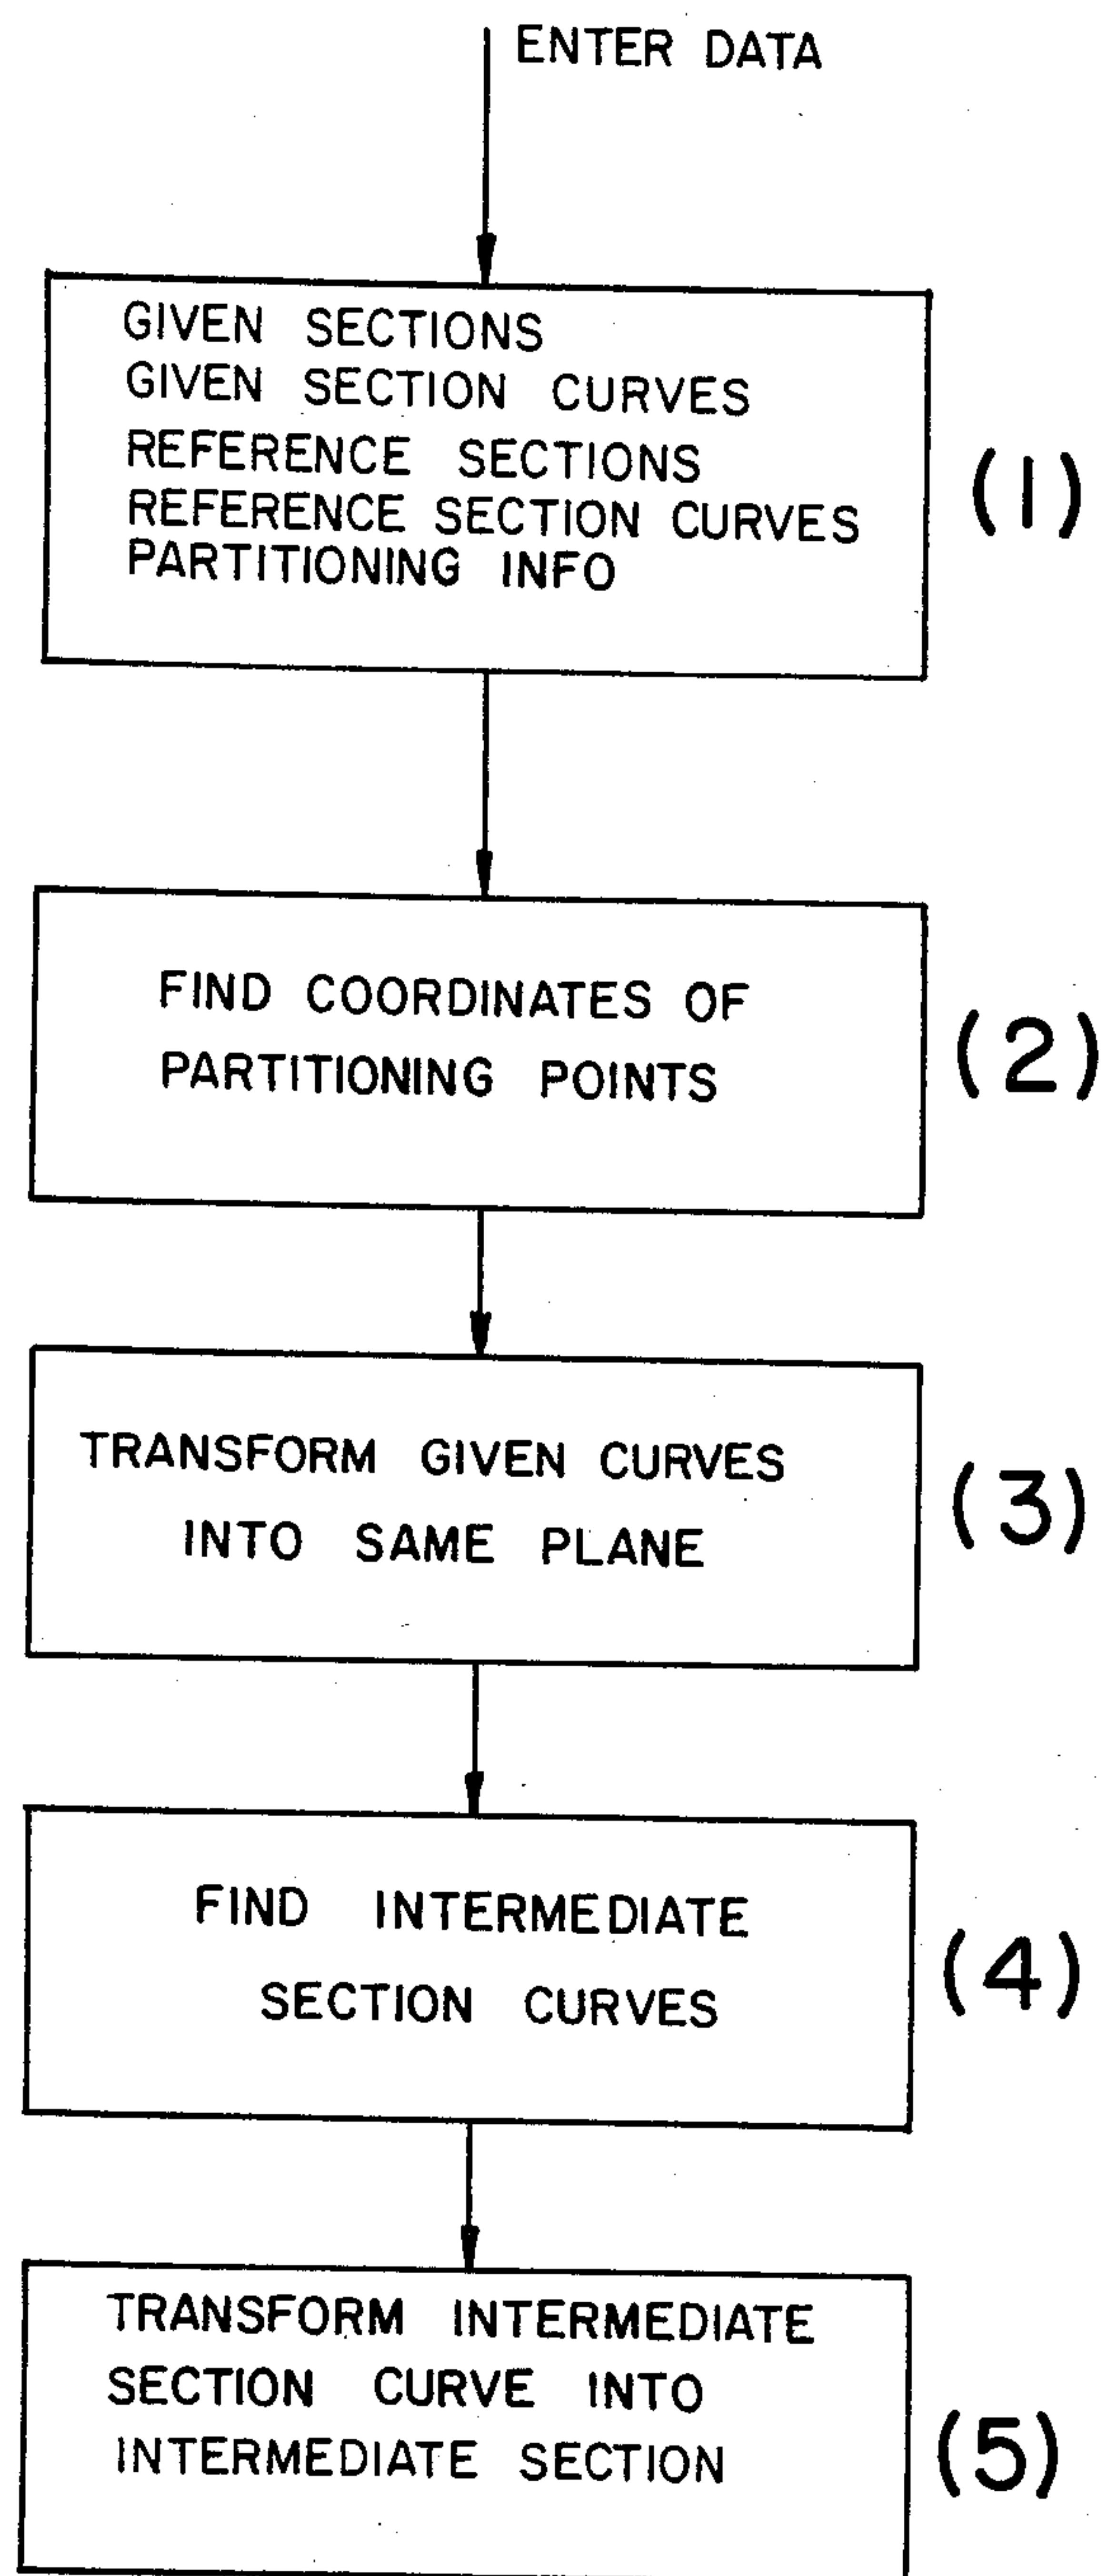 ENTER DATA
GIVEN SECTIONS
GIVEN SECTION CURVES
REFERENCE SECTIONS
REFERENCE SECTION CURVES
PARTITIONING INFO
(1)
FIND COORDINATES OF
PARTITIONING POINTS
(2)
TRANSFORM GIVEN CURVES
INTO SAME PLANE
(3)
FIND INTERMEDIATE
SECTION CURVES
(4)
TRANSFORM INTERMEDIATE
SECTION CURVE INTO
INTERMEDIATE SECTION
(5)